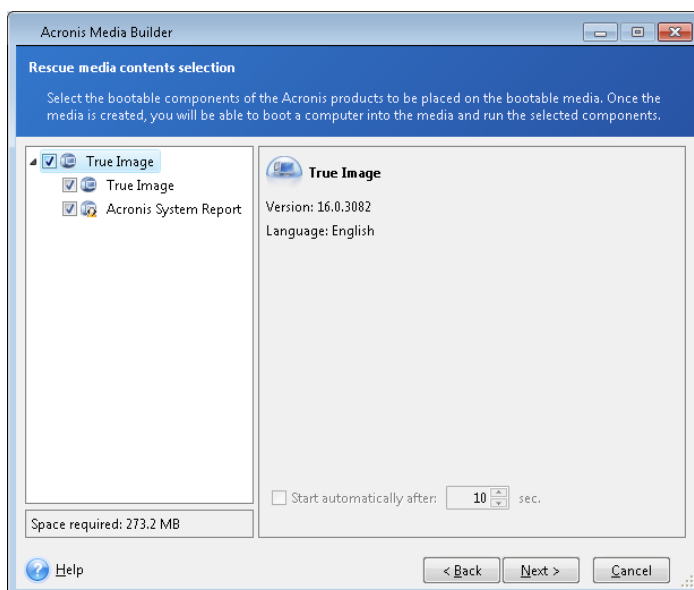 Acronis Media Builder
Rescue media contents selection
Select the bootable components of the Acronis products to be placed on the bootable media. Once the
media is created, you will be able to boot a computer into the media and run the selected components.
True Image
True Image
Acronis System Report
Space required: 273.2 MB
True Image
Version: 16.0.3082
Language: English
Start automatically after: 10 sec.
Help
< Back
Next >
Cancel